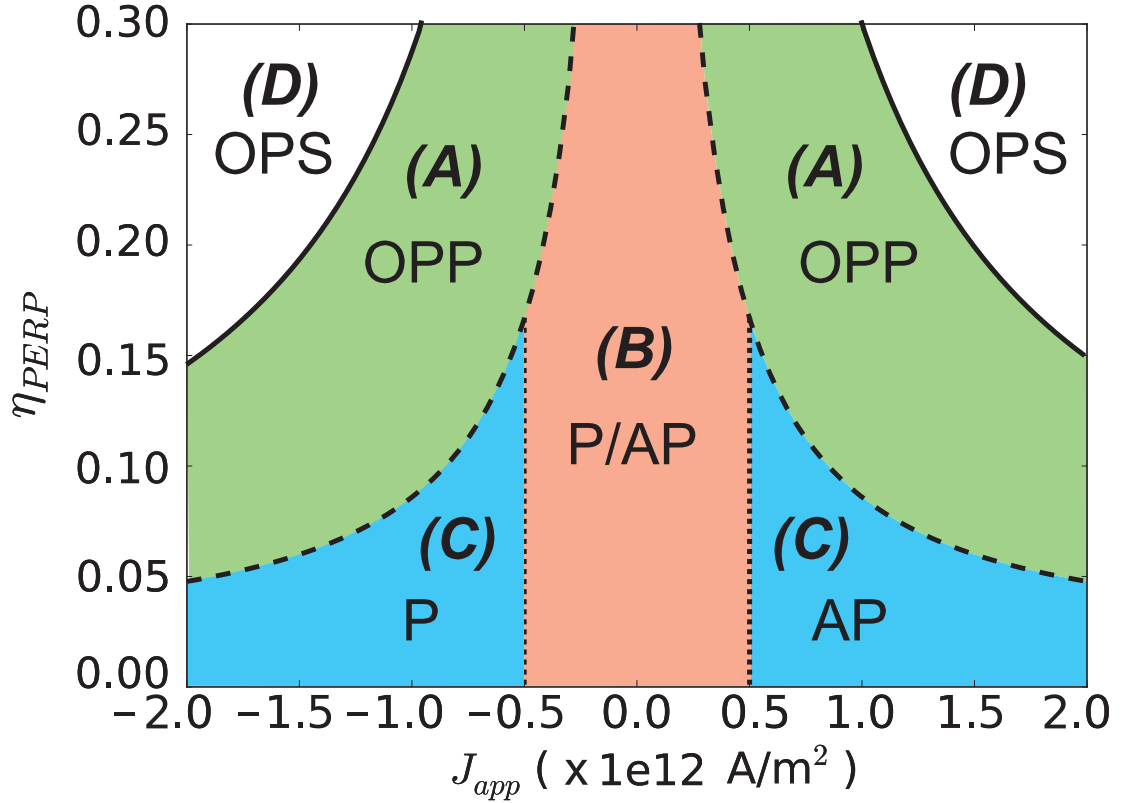 0.30
0.25
0.20
0.15
0.10
0.05
0.00
η_PERP
(D)
OPS
(A)
OPP
(B)
P/AP
(C)
P
(A)
OPP
(D)
OPS
(C)
AP
−2.0 −1.5 −1.0 −0.5 0.0 0.5 1.0 1.5 2.0
J_app ( x 1e12 A/m²)